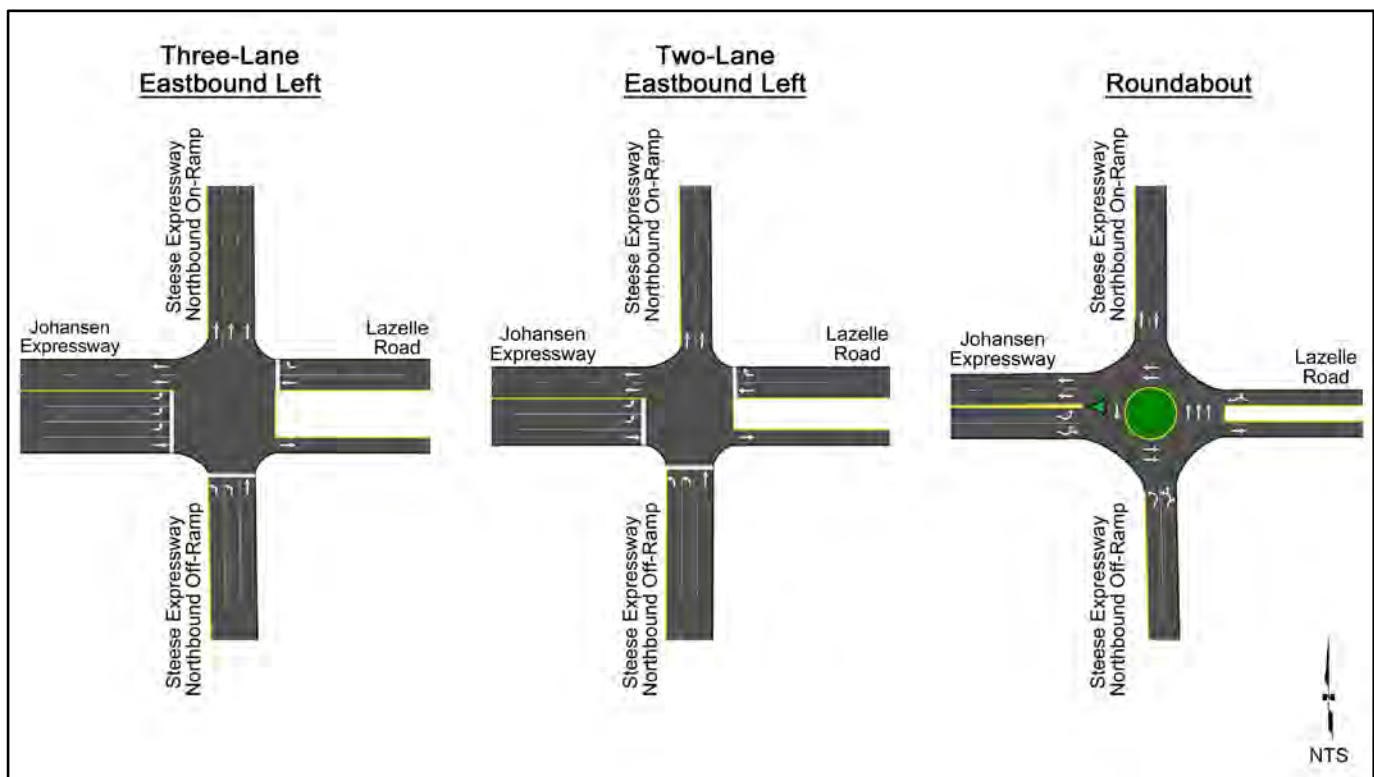 Three-Lane
Eastbound Left
Steese Expressway
Northbound On-Ramp
Johansen
Expressway
Lazelle
Road
Steese Expressway
Northbound Off-Ramp
Two-Lane
Eastbound Left
Steese Expressway
Northbound On-Ramp
Johansen
Expressway
Lazelle
Road
Steese Expressway
Northbound Off-Ramp
Roundabout
Steese Expressway
Northbound On-Ramp
Johansen
Expressway
Lazelle
Road
Steese Expressway
Northbound Off-Ramp
N
NTS